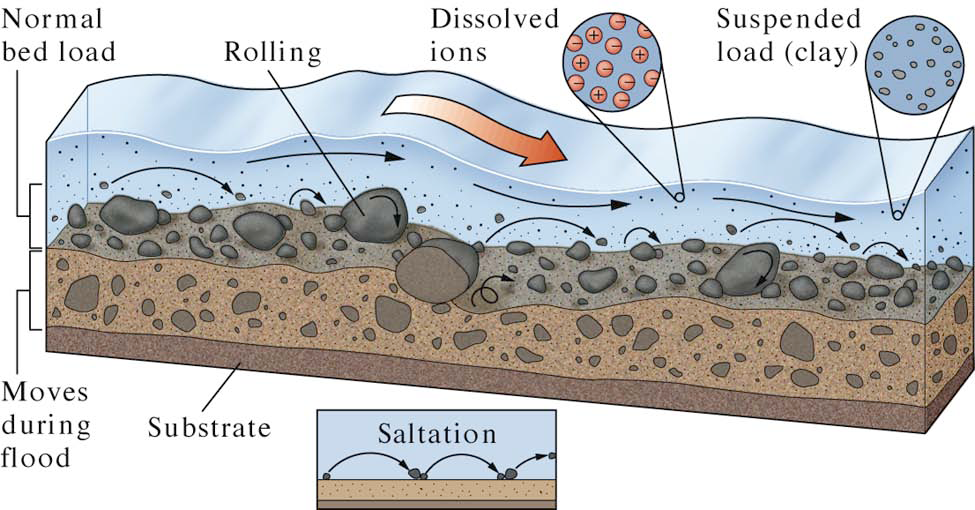 Normal
bed load
Rolling
Dissolved
ions
Suspended
load (clay)
Moves
during
flood
Substrate
Saltation